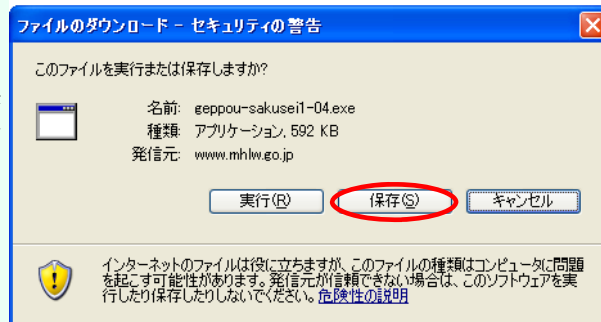 ファイルのダウンロード - セキュリティの警告
このファイルを実行または保存しますか?
名前: geppou-sakusei1-04.exe
種類: アプリケーション, 592 KB
発信元: www.mhlw.go.jp
実行(R) 保存(S) キャンセル
インターネットのファイルは役に立ちますが、このファイルの種類はコンピュータに問題
を起こす可能性があります。発信元が信頼できない場合は、このソフトウェアを実
行したり保存したりしないでください。危険性の説明